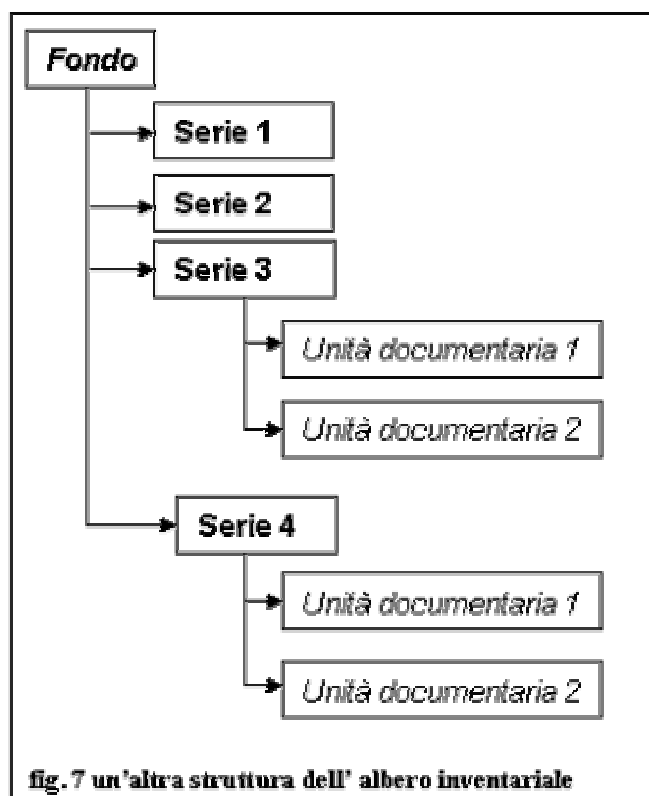 Fondo
Serie 1
Serie 2
Serie 3
Unità documentaria 1
Unità documentaria 2
Serie 4
Unità documentaria 1
Unità documentaria 2
fig. 7 un'altra struttura dell' albero inventariale